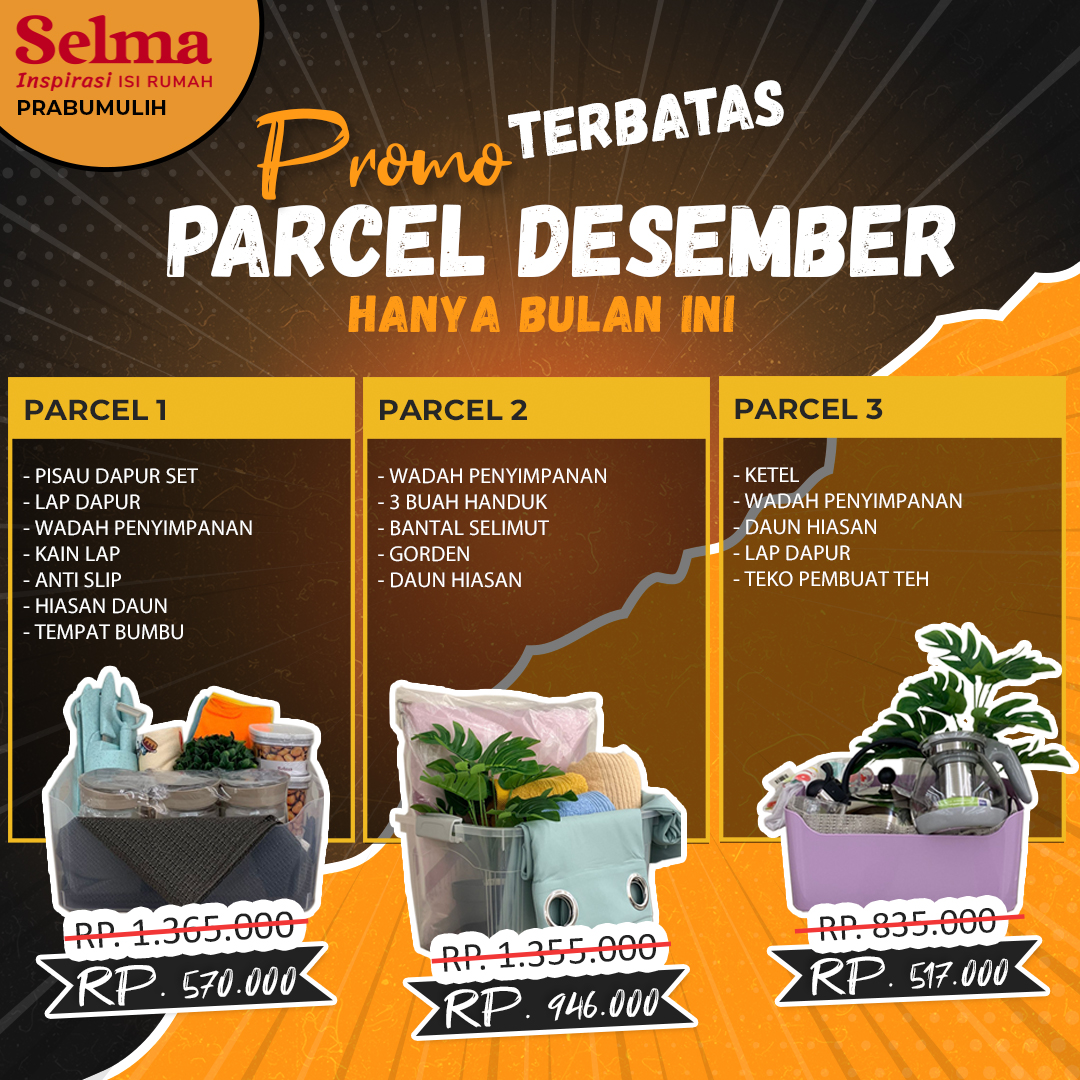 Selma
Inspirasi ISI RUMAH
PRABUMULIH
Promo TERBATAS
PARCEL DESEMBER
HANYA BULAN INI
PARCEL 1
- PISAU DAPUR SET
- LAP DAPUR
- WADAH PENYIMPANAN
- KAIN LAP
- ANTI SLIP
- HIASAN DAUN
- TEMPAT BUMBU
RP. 1.365.000
RP. 570.000
PARCEL 2
- WADAH PENYIMPANAN
- 3 BUAH HANDUK
- BANTAL SELIMUT
- GORDEN
- DAUN HIASAN
RP. 1.355.000
RP. 946.000
PARCEL 3
- KETEL
- WADAH PENYIMPANAN
- DAUN HIASAN
- LAP DAPUR
- TEKO PEMBUAT TEH
RP. 835.000
RP. 517.000